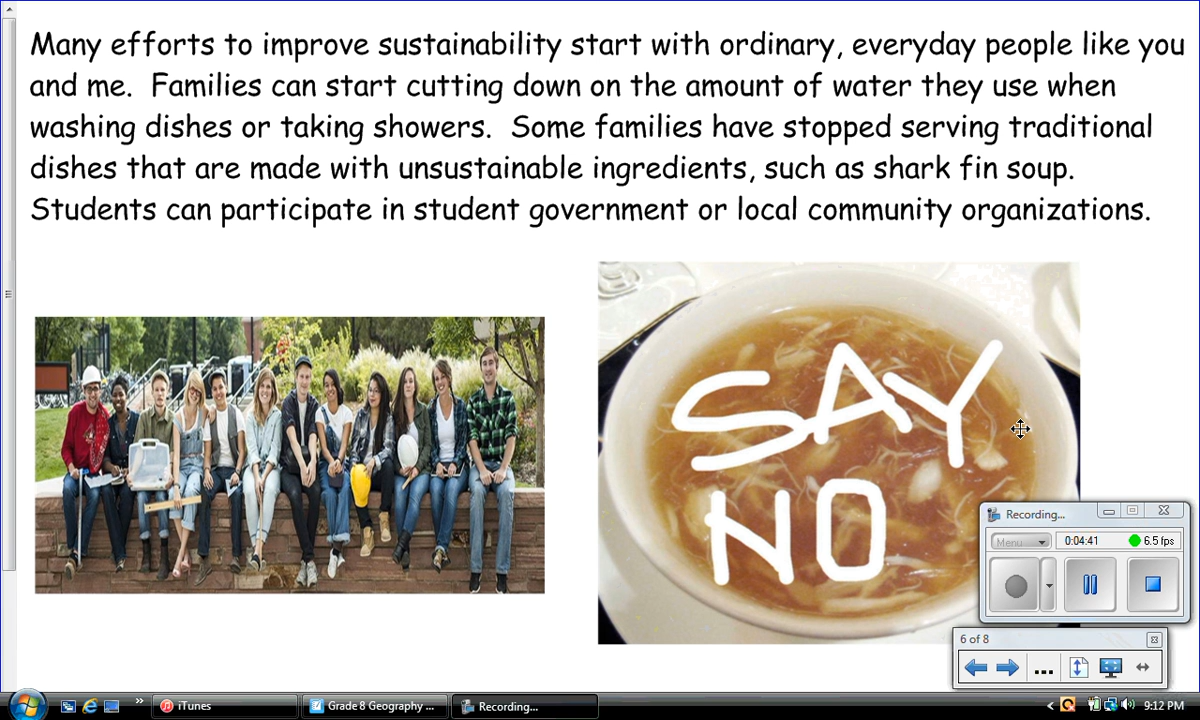 Many efforts to improve sustainability start with ordinary, everyday people like you
and me.  Families can start cutting down on the amount of water they use when
washing dishes or taking showers.  Some families have stopped serving traditional
dishes that are made with unsustainable ingredients, such as shark fin soup.
Students can participate in student government or local community organizations.
SAY
NO
Recording...
Menu
0:04:41
6.5 fps
6 of 8
iTunes
Grade 8 Geography ...
Recording...
9:12 PM